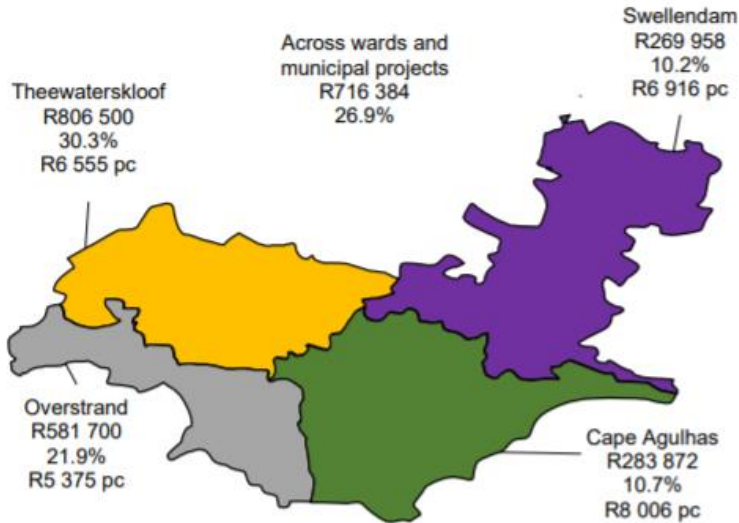 Swellendam
R269 958
10.2%
R6 916 pc
Across wards and
municipal projects
R716 384
26.9%
Theewaterskloof
R806 500
30.3%
R6 555 pc
Overstrand
R581 700
21.9%
R5 375 pc
Cape Agulhas
R283 872
10.7%
R8 006 pc